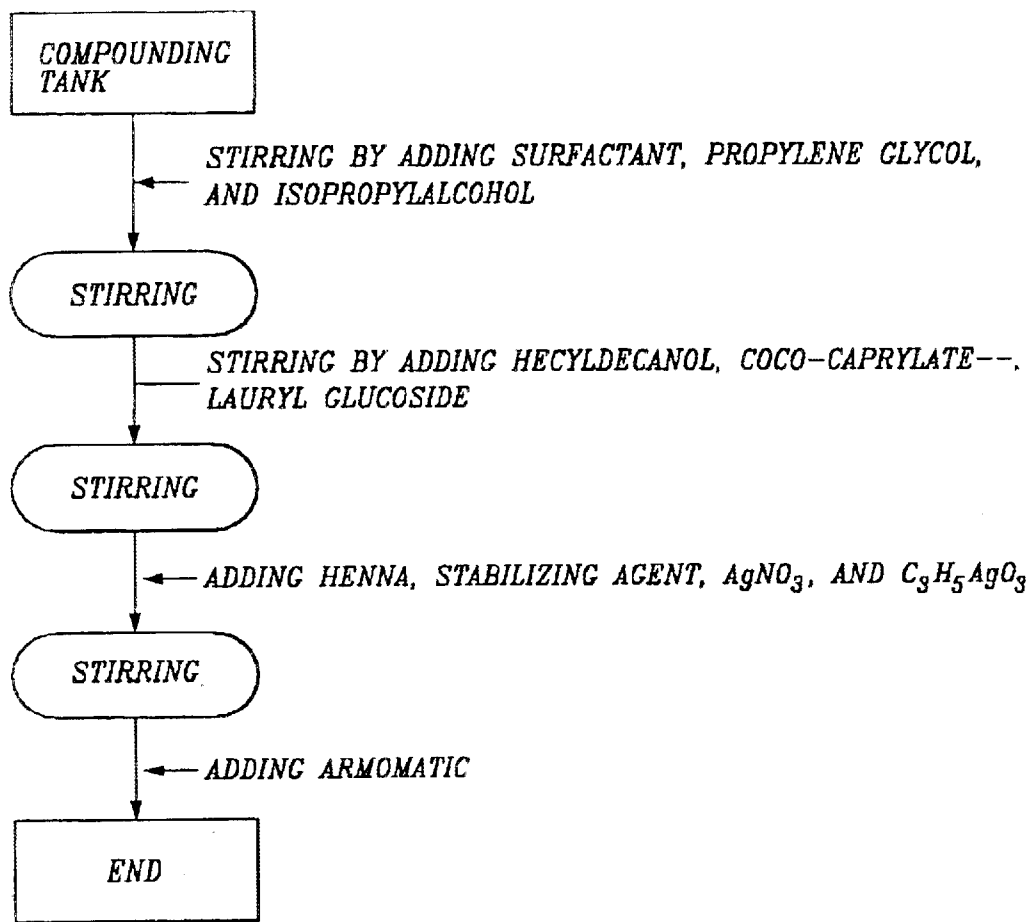 COMPOUNDING
TANK
STIRRING BY ADDING SURFACTANT, PROPYLENE GLYCOL,
AND ISOPROPYLALCOHOL
STIRRING
STIRRING BY ADDING HECYLDECANOL, COCO-CAPRYLATE--.
LAURYL GLUCOSIDE
STIRRING
ADDING HENNA, STABILIZING AGENT, AgNO₃, AND C₃H₅AgO₃
STIRRING
ADDING ARMOMATIC
END